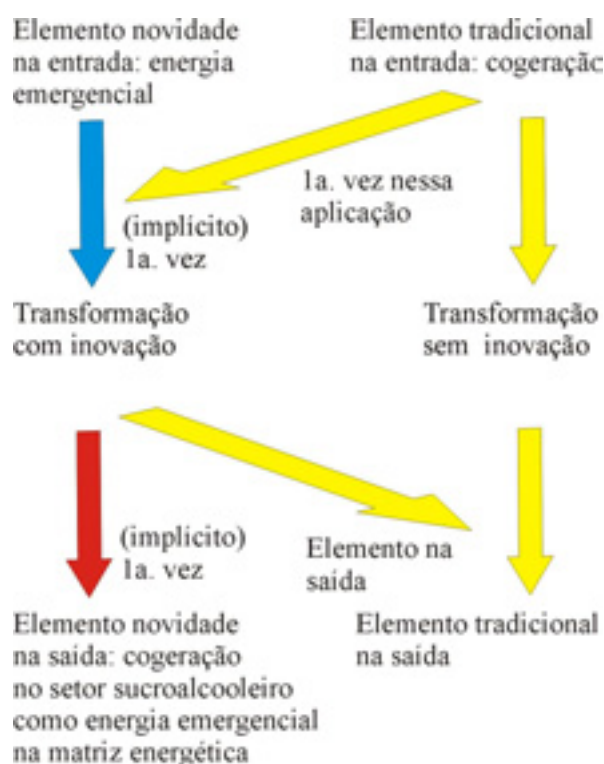 Elemento novidade
na entrada: energia
emergencial
Elemento tradicional
na entrada: cogeração
1a. vez nessa
aplicação
(implícito)
1a. vez
Transformação
com inovação
Transformação
sem inovação
(implícito)
1a. vez
Elemento na
saída
Elemento novidade
na saída: cogeração
no setor sucroalcooleiro
como energia emergencial
na matriz energética
Elemento tradicional
na saída